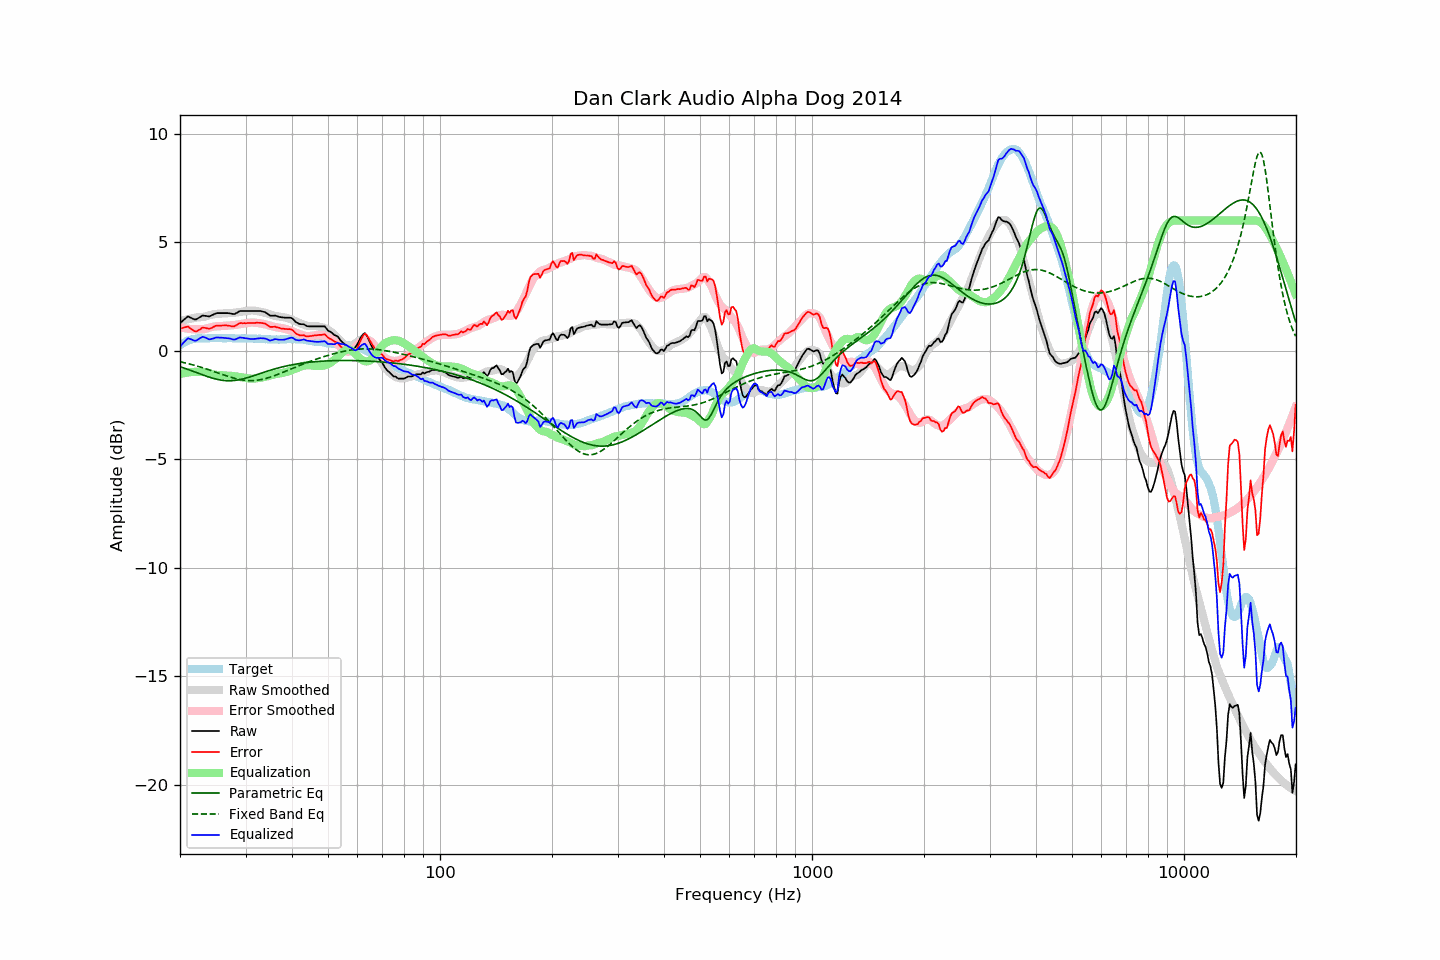 Dan Clark Audio Alpha Dog 2014
Amplitude (dBr)
10
5
0
−5
−10
−15
−20
Target
Raw Smoothed
Error Smoothed
Raw
Error
Equalization
Parametric Eq
Fixed Band Eq
Equalized
100
1000
10000
Frequency (Hz)